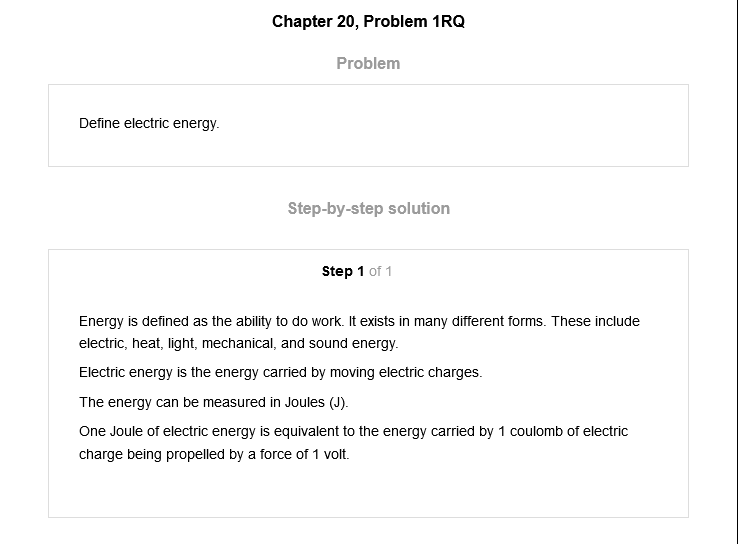 Chapter 20, Problem 1RQ
Problem
Define electric energy.
Step-by-step solution
Step 1 of 1
Energy is defined as the ability to do work. It exists in many different forms. These include
electric, heat, light, mechanical, and sound energy.
Electric energy is the energy carried by moving electric charges.
The energy can be measured in Joules (J).
One Joule of electric energy is equivalent to the energy carried by 1 coulomb of electric
charge being propelled by a force of 1 volt.